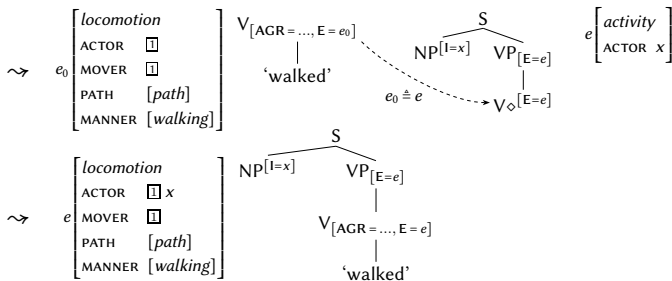 ⤳ e₀ [locomotion V[AGR = ..., E = e₀] S e [activity
ACTOR 1 NP[I=x] VP[E=e] ACTOR x]
MOVER 1 ‘walked’
PATH [path] e₀ ≜ e V⋄[E=e]
MANNER [walking]]
S
[locomotion NP[I=x] VP[E=e]
ACTOR 1 x
⤳ e MOVER 1 V[AGR = ..., E = e]
PATH [path]
MANNER [walking]] ‘walked’